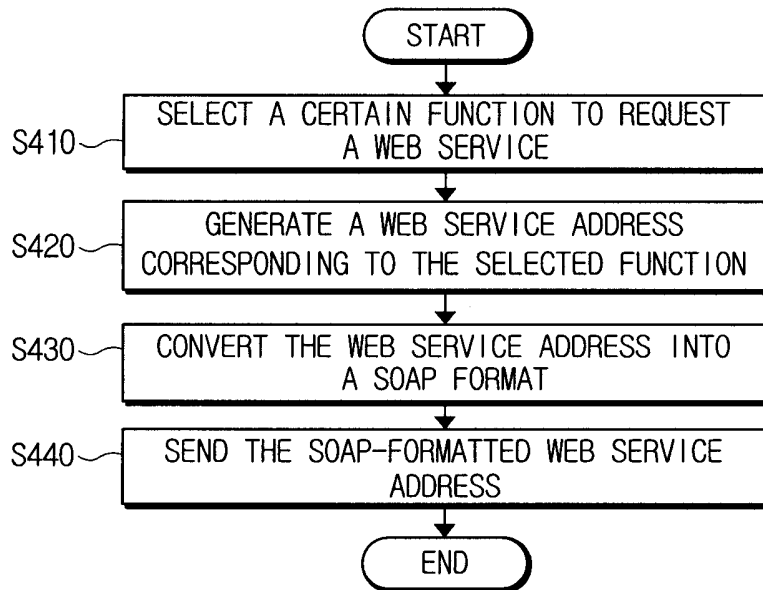 START
S410
SELECT A CERTAIN FUNCTION TO REQUEST
A WEB SERVICE
S420
GENERATE A WEB SERVICE ADDRESS
CORRESPONDING TO THE SELECTED FUNCTION
S430
CONVERT THE WEB SERVICE ADDRESS INTO
A SOAP FORMAT
S440
SEND THE SOAP-FORMATTED WEB SERVICE
ADDRESS
END